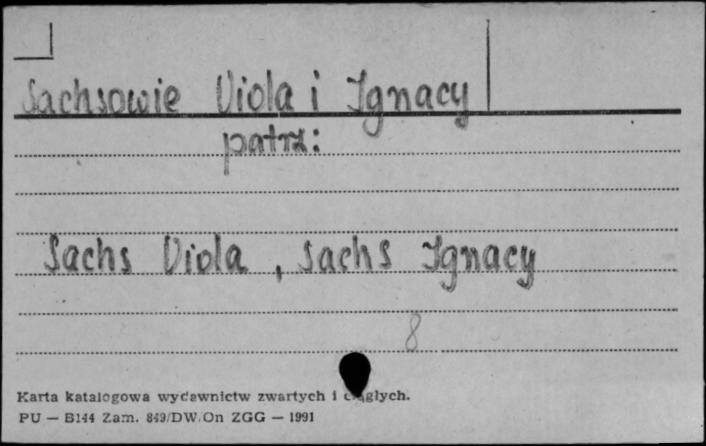 Sachsowie Viola i Ignacy
patrz:
Sachs Viola, Sachs Ignacy
8
Karta katalogowa wydawnictw zwartych i ciągłych.
PU — B144 Zam. 849/DW/On ZGG — 1991